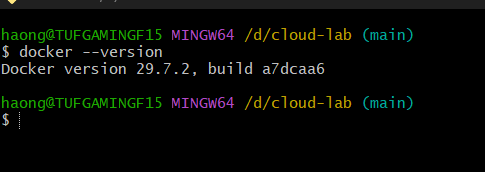 haong@TUFGAMINGF15 MINGW64 /d/cloud-lab (main)
$ docker --version
Docker version 29.7.2, build a7dcaa6
haong@TUFGAMINGF15 MINGW64 /d/cloud-lab (main)
$